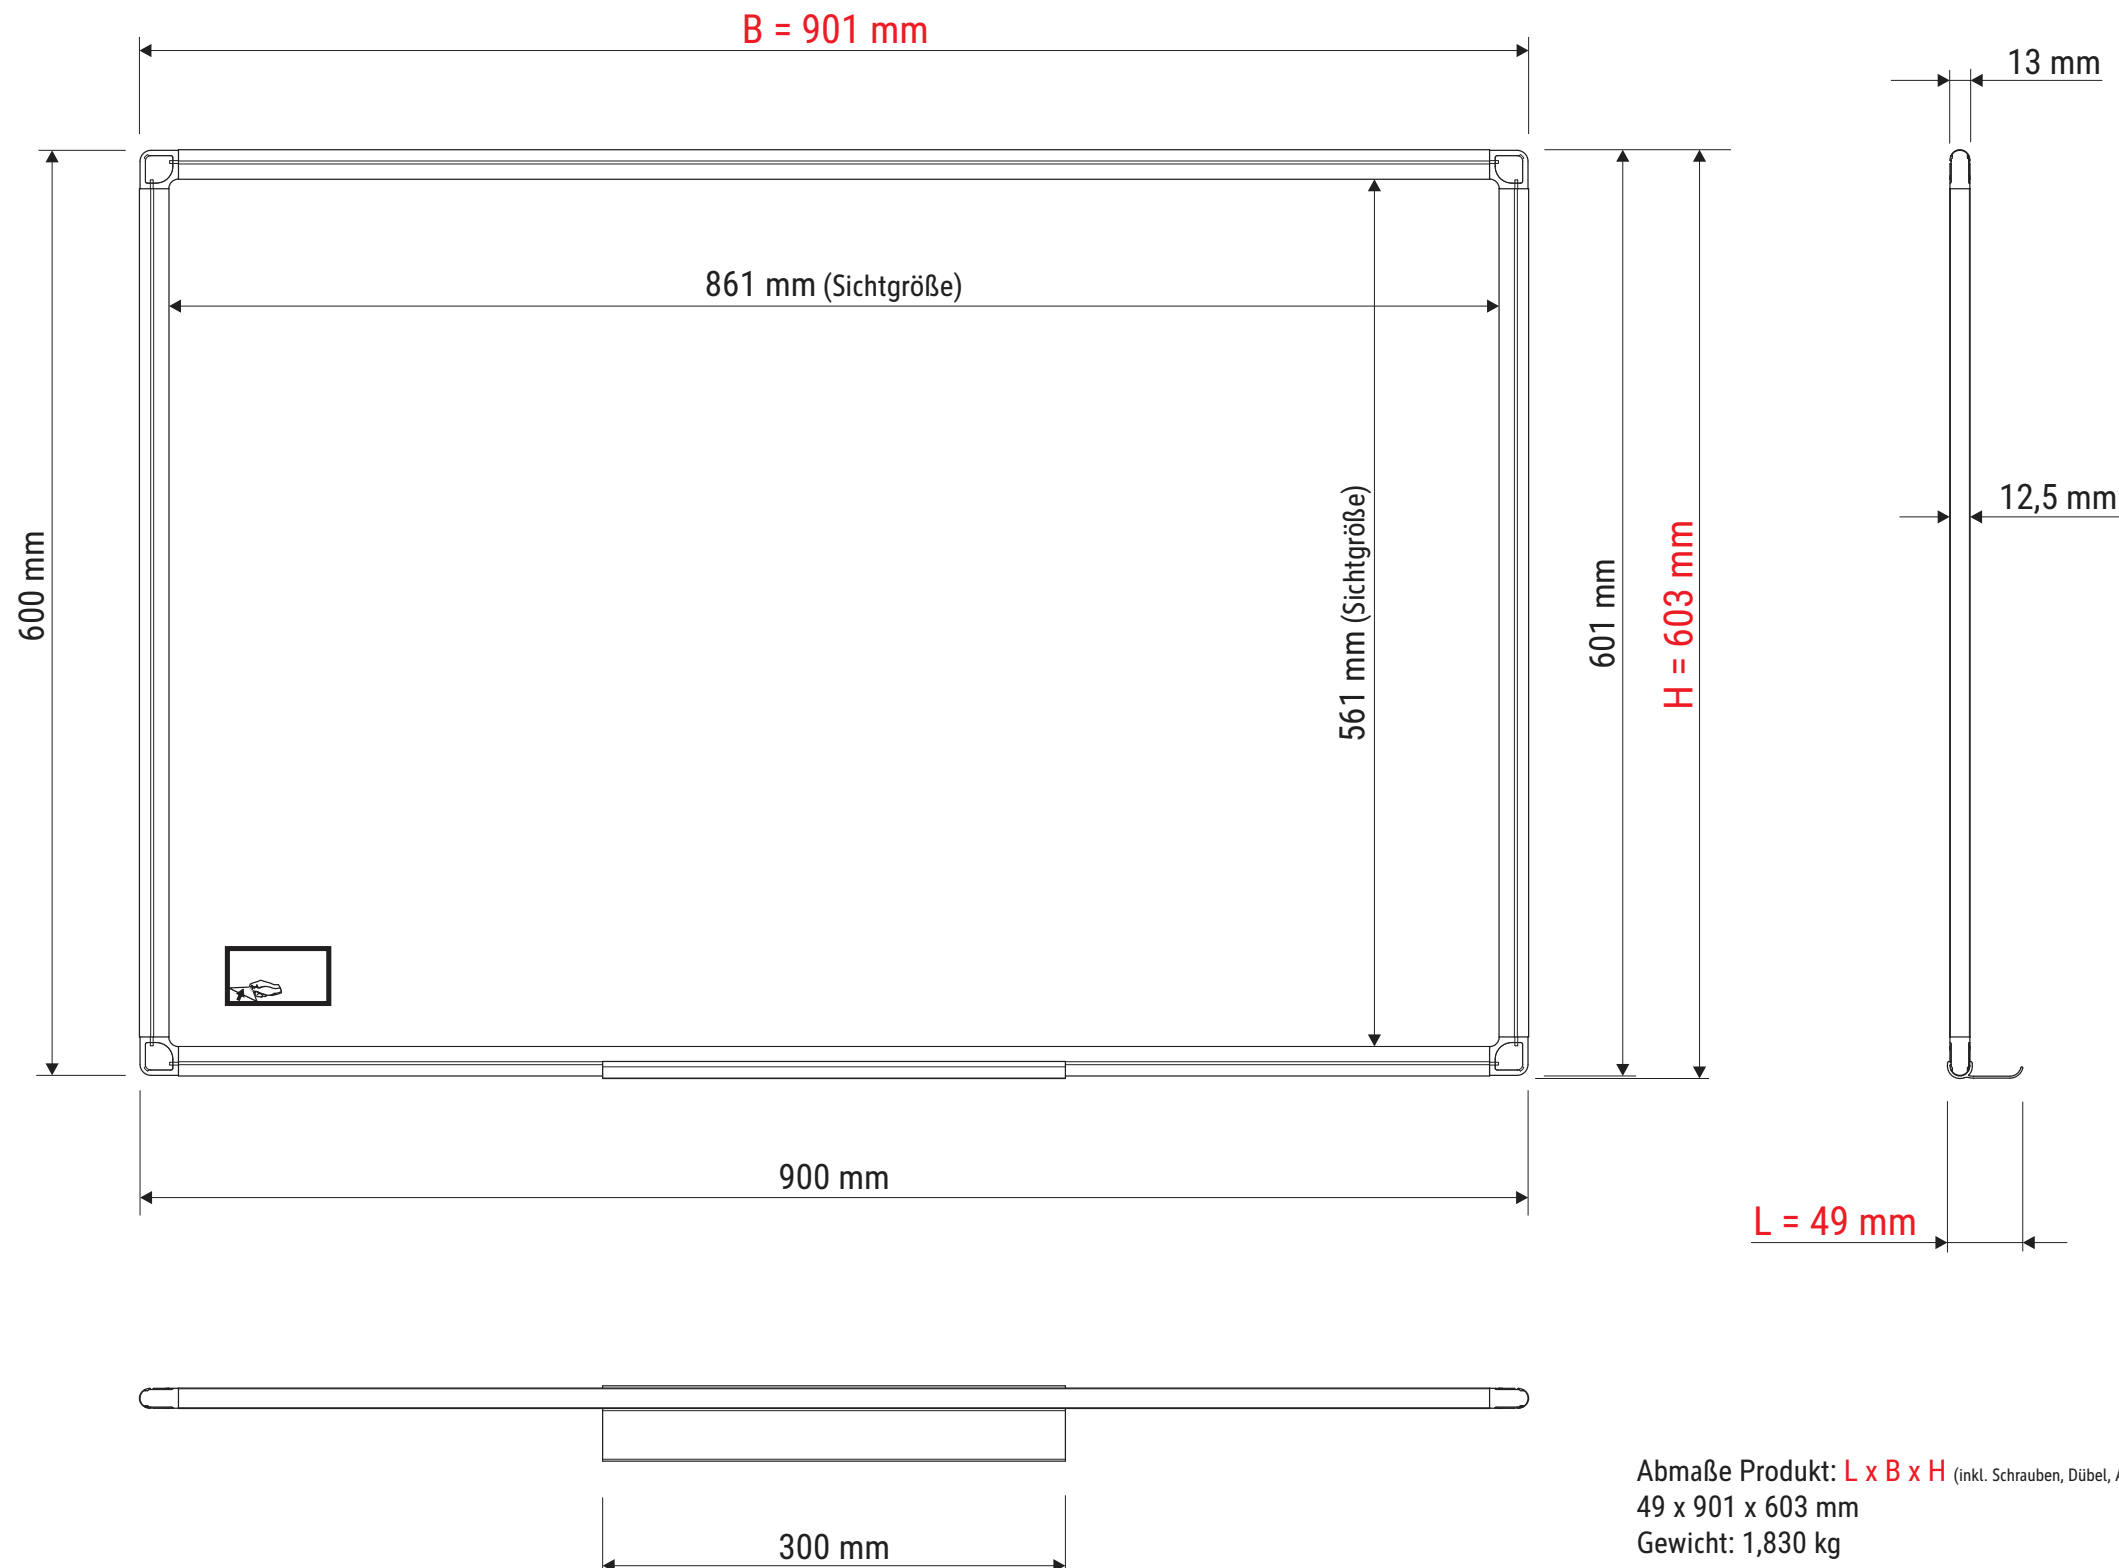 B = 901 mm
13 mm
861 mm (Sichtgröße)
12,5 mm
600 mm
561 mm (Sichtgröße)
601 mm
H = 603 mm
900 mm
L = 49 mm
Abmaße Produkt: L x B x H (inkl. Schrauben, Dübel,
49 x 901 x 603 mm
Gewicht: 1,830 kg
300 mm